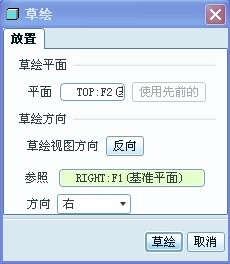 草绘
放置
草绘平面
平面 TOP:F2(基 使用先前的
草绘方向
草绘视图方向 反向
参照 RIGHT:F1(基准平面)
方向 右
草绘 取消